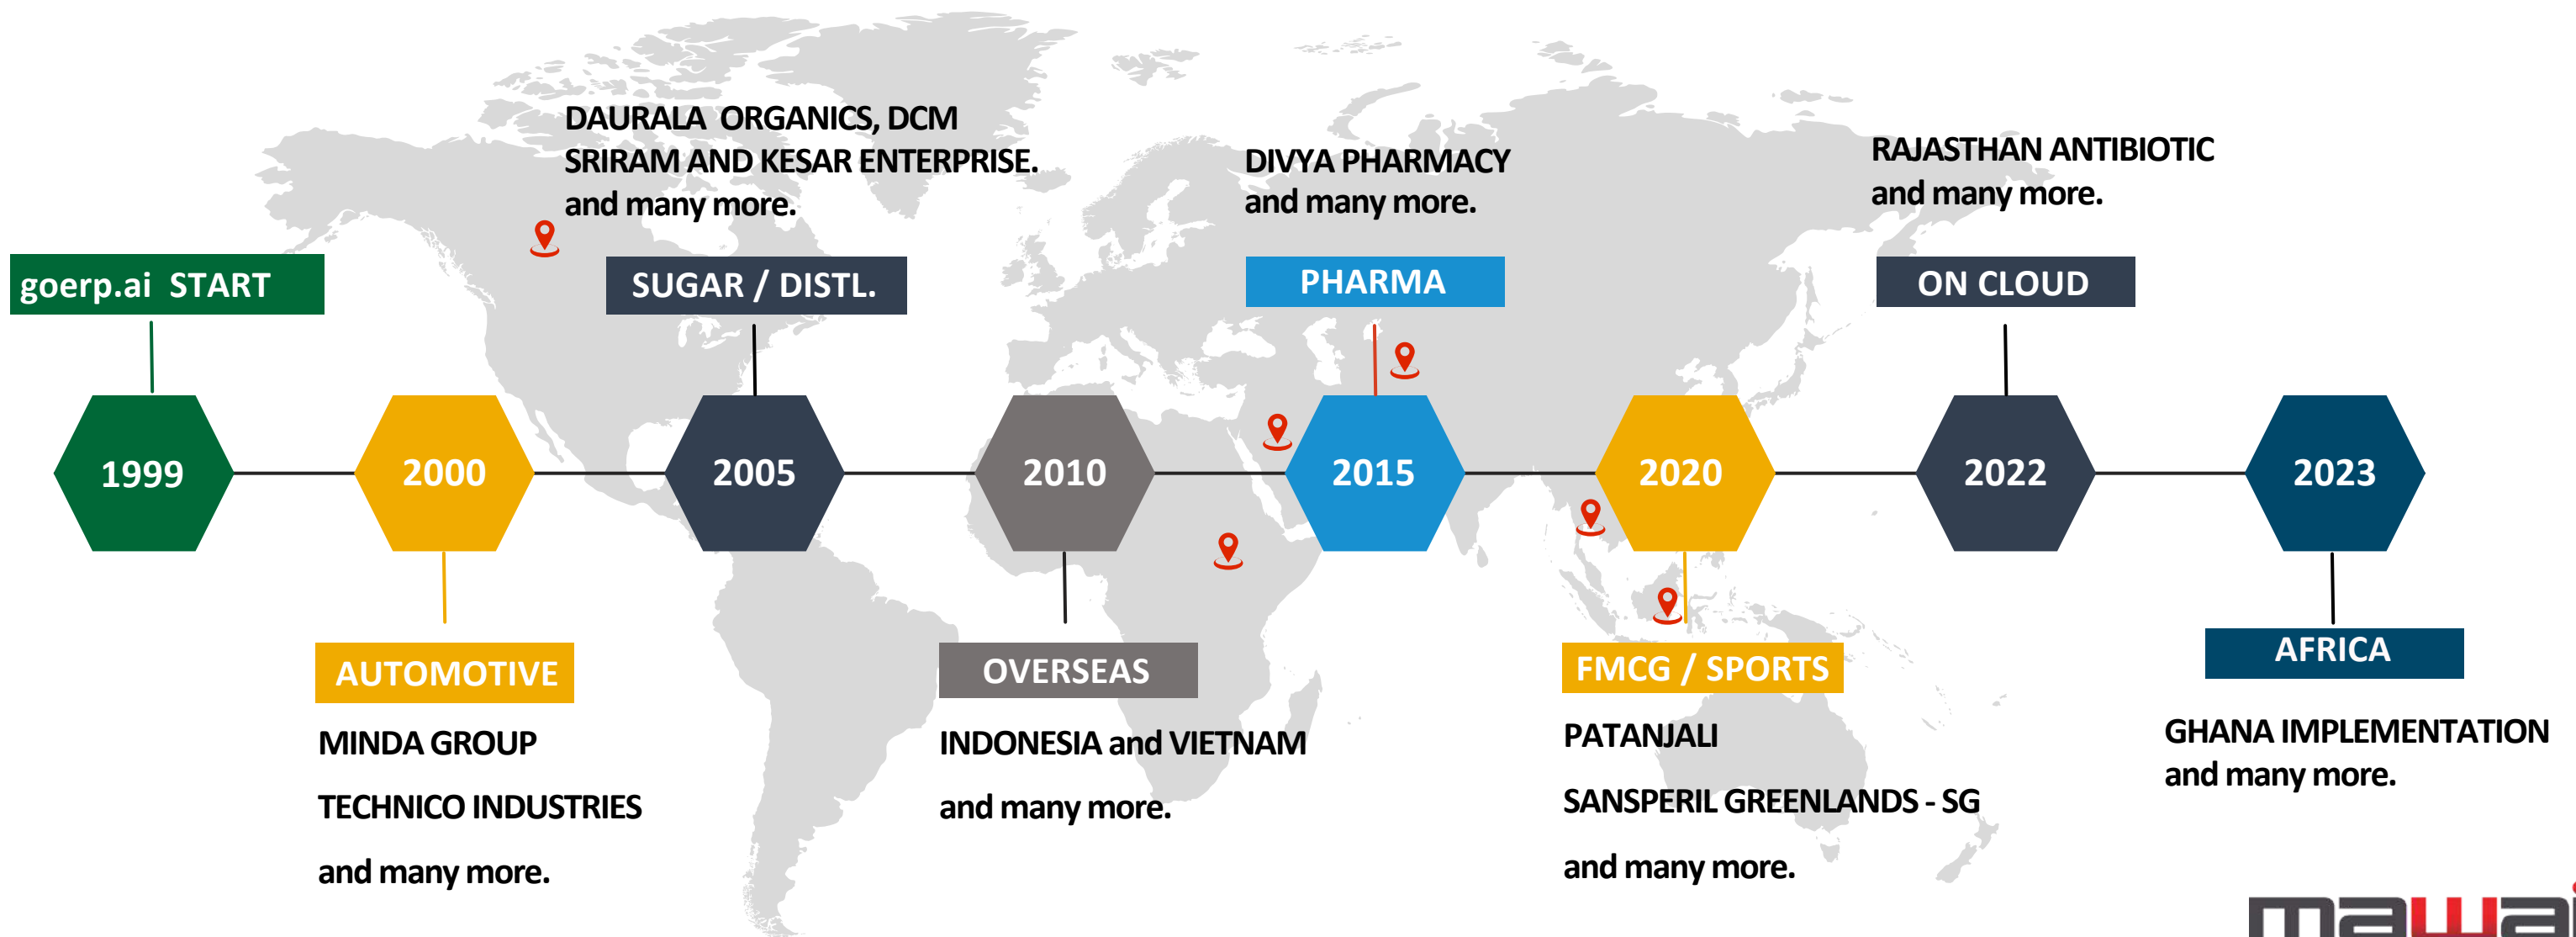 DAURALA ORGANICS, DCM
SRIRAM AND KESAR ENTERPRISE.
and many more.
DIVYA PHARMACY
and many more.
RAJASTHAN ANTIBIOTIC
and many more.
goerp.ai START
SUGAR / DISTL.
PHARMA
ON CLOUD
1999
2000
2005
2010
2015
2020
2022
2023
AUTOMOTIVE
OVERSEAS
FMCG / SPORTS
AFRICA
MINDA GROUP
TECHNICO INDUSTRIES
and many more.
INDONESIA and VIETNAM
and many more.
PATANJALI
SANSPERIL GREENLANDS - SG
and many more.
GHANA IMPLEMENTATION
and many more.
mawai